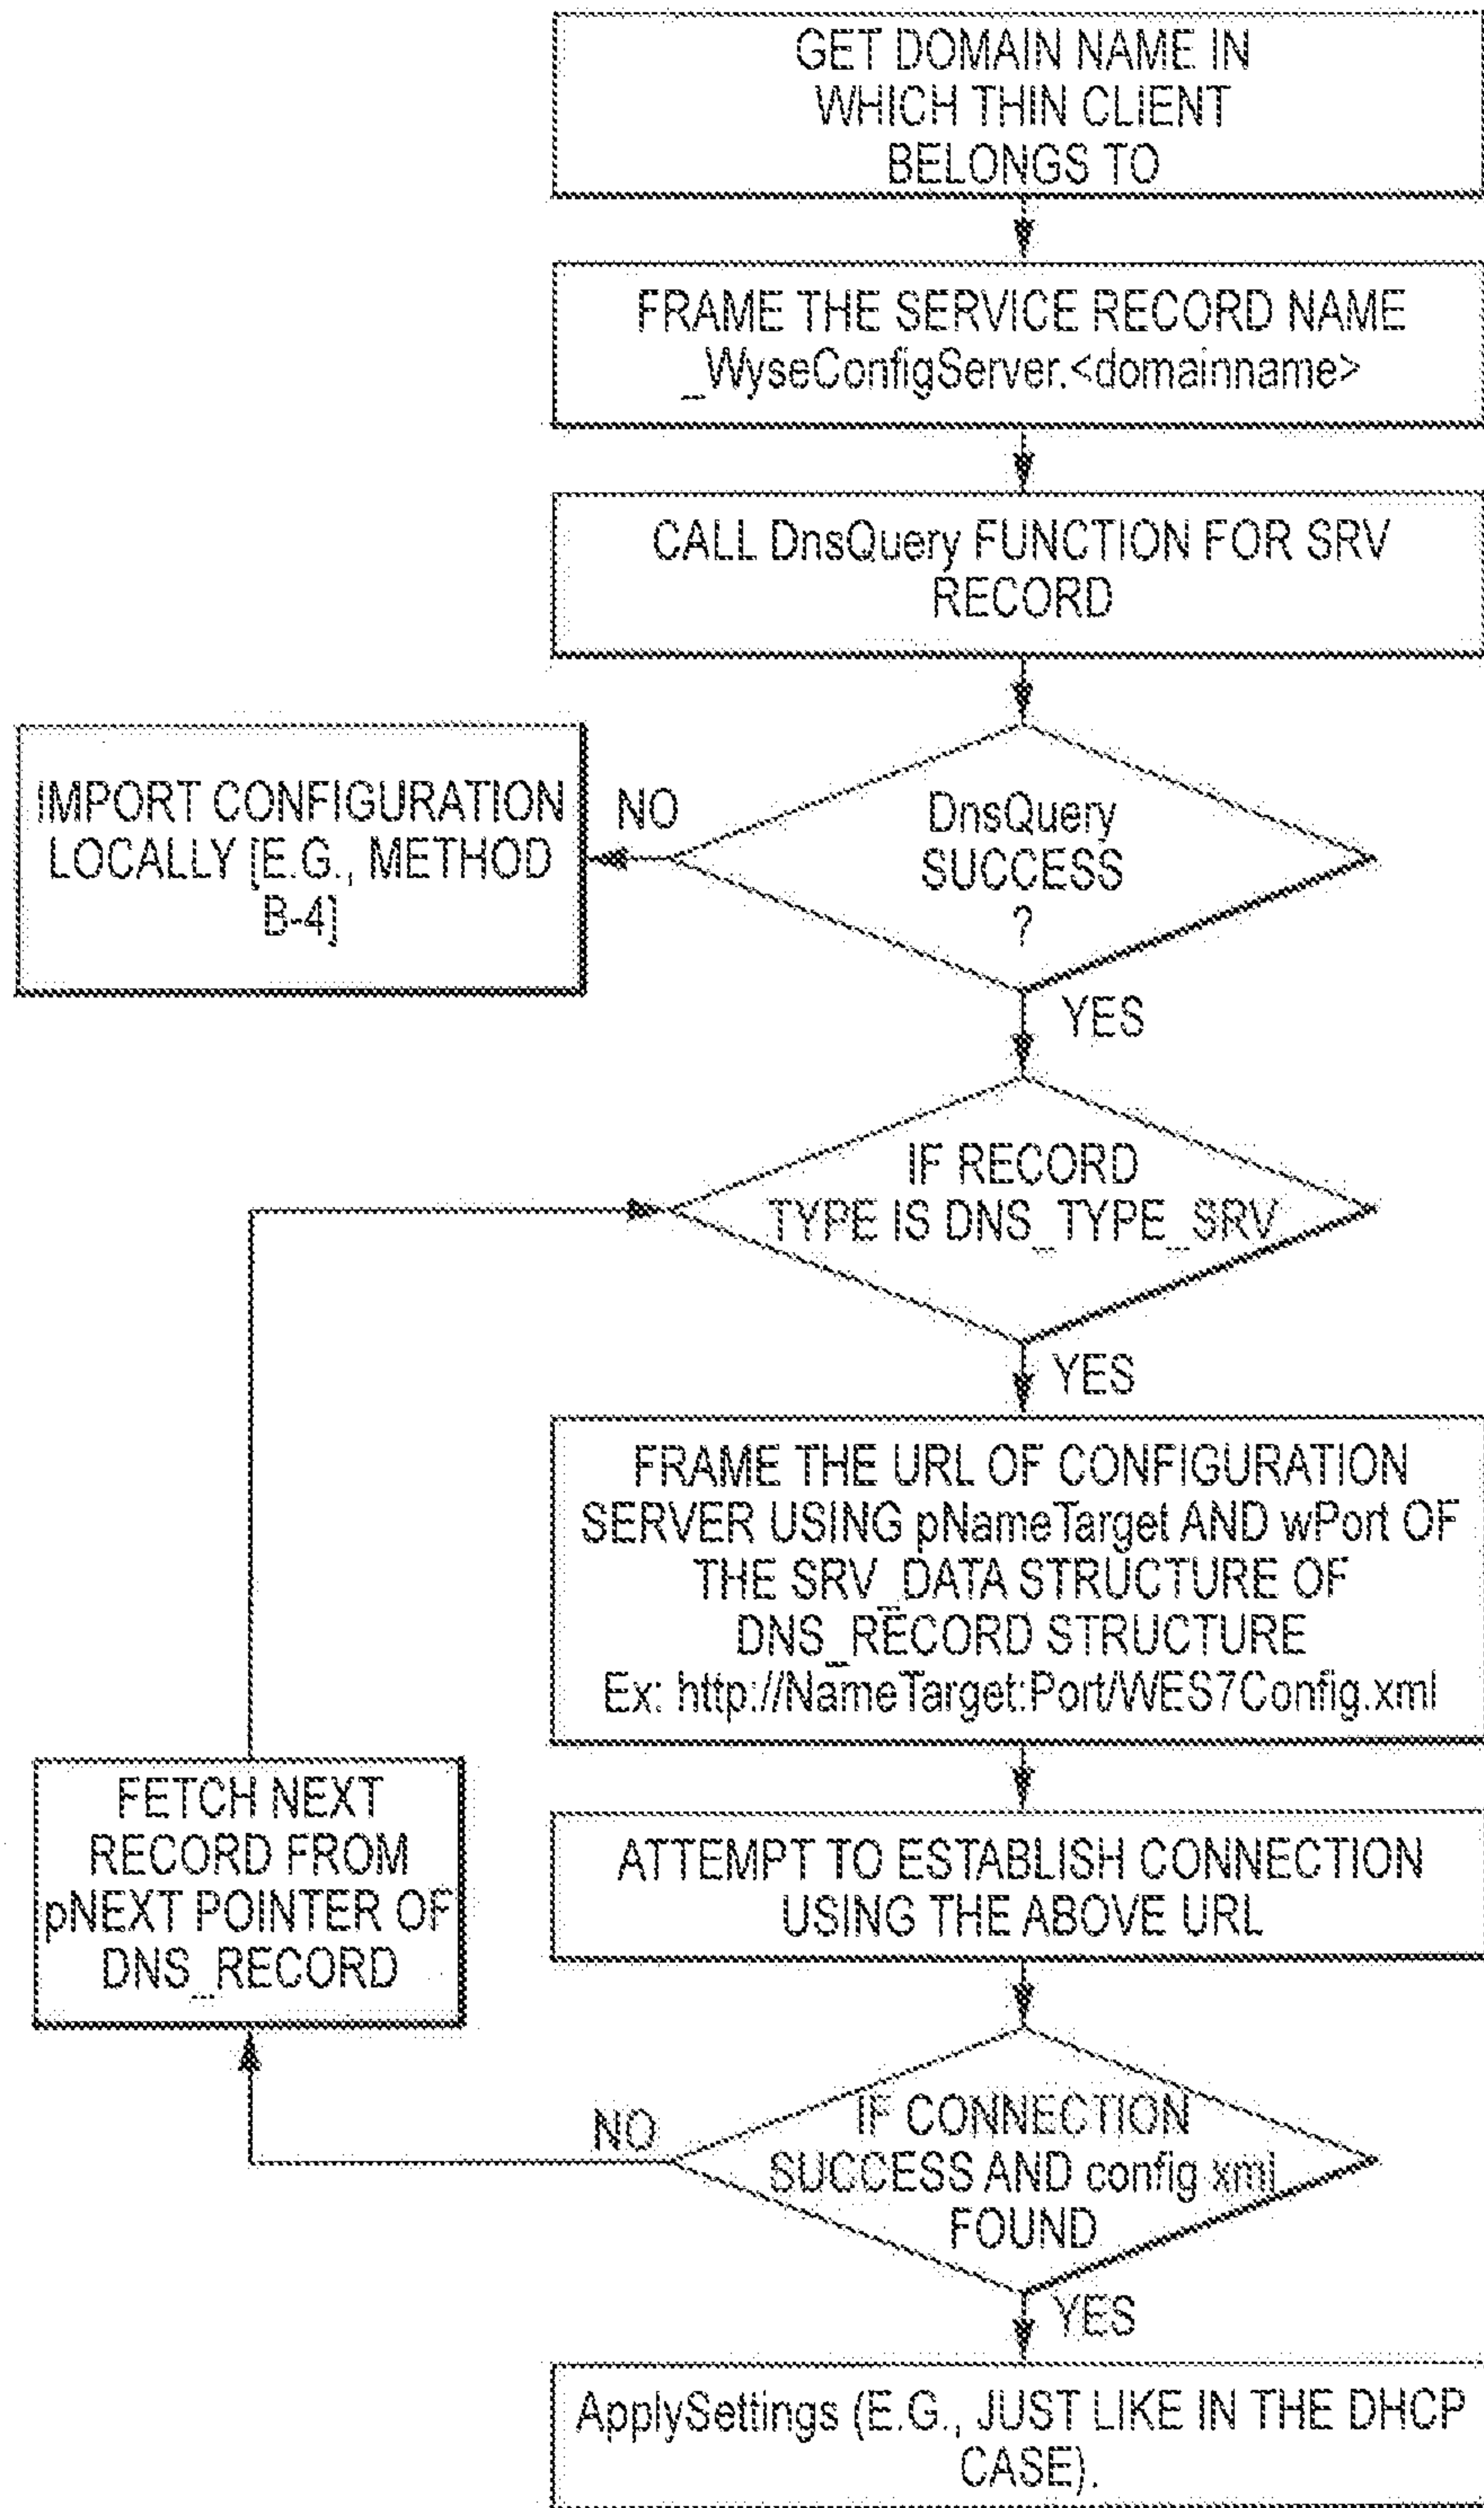 GET DOMAIN NAME IN
WHICH THIN CLIENT
BELONGS TO
FRAME THE SERVICE RECORD NAME
_WyseConfigServer.<domainname>
CALL DnsQuery FUNCTION FOR SRV
RECORD
IMPORT CONFIGURATION
LOCALLY [E.G., METHOD
B-4]
NO
DnsQuery
SUCCESS
?
YES
IF RECORD
TYPE IS DNS_TYPE_SRV
YES
FRAME THE URL OF CONFIGURATION
SERVER USING pNameTarget AND wPort OF
THE SRV_DATA STRUCTURE OF
DNS_RECORD STRUCTURE
Ex: http://NameTarget:Port/WES7Config.xml
FETCH NEXT
RECORD FROM
pNEXT POINTER OF
DNS_RECORD
ATTEMPT TO ESTABLISH CONNECTION
USING THE ABOVE URL
NO
IF CONNECTION
SUCCESS AND config.xml
FOUND
YES
ApplySettings (E.G., JUST LIKE IN THE DHCP
CASE).